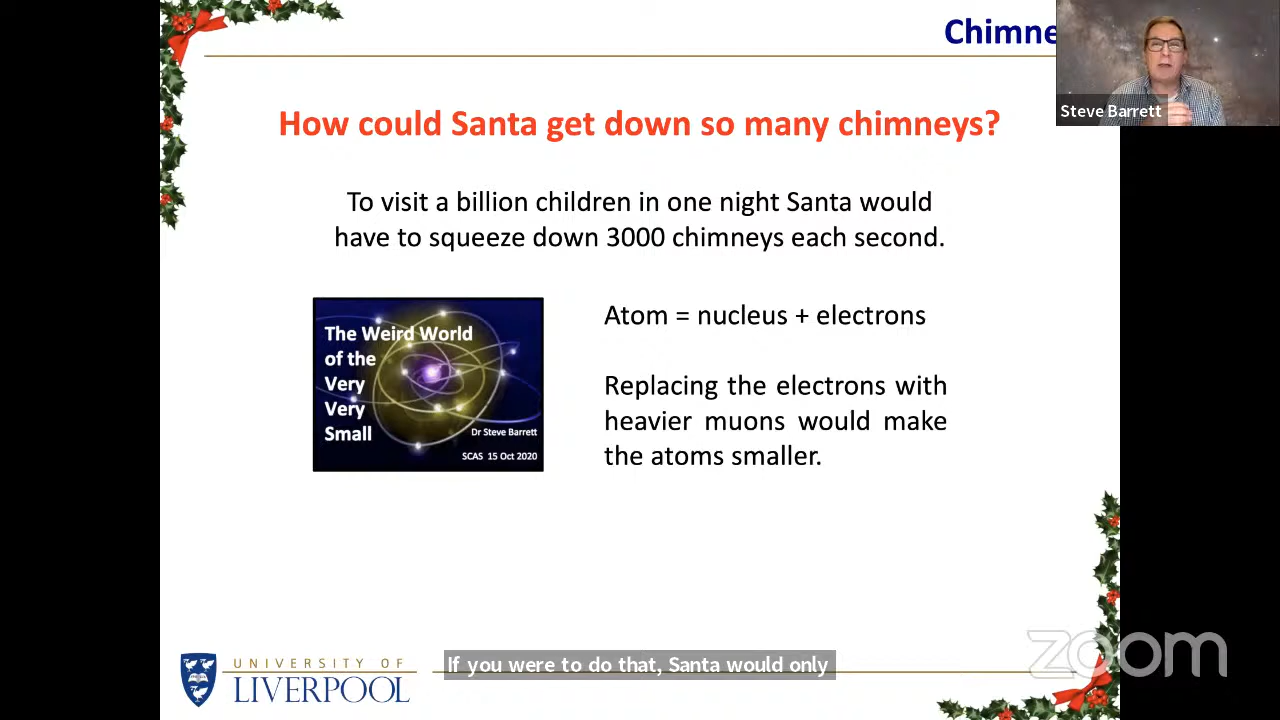 Chimne
Steve Barrett
How could Santa get down so many chimneys?
To visit a billion children in one night Santa would
have to squeeze down 3000 chimneys each second.
The Weird World
of the
Very
Very
Small
Dr Steve Barrett
SCAS 15 Oct 2020
Atom = nucleus + electrons
Replacing the electrons with
heavier muons would make
the atoms smaller.
UNIVERSITY OF
LIVERPOOL
If you were to do that, Santa would only
zoom